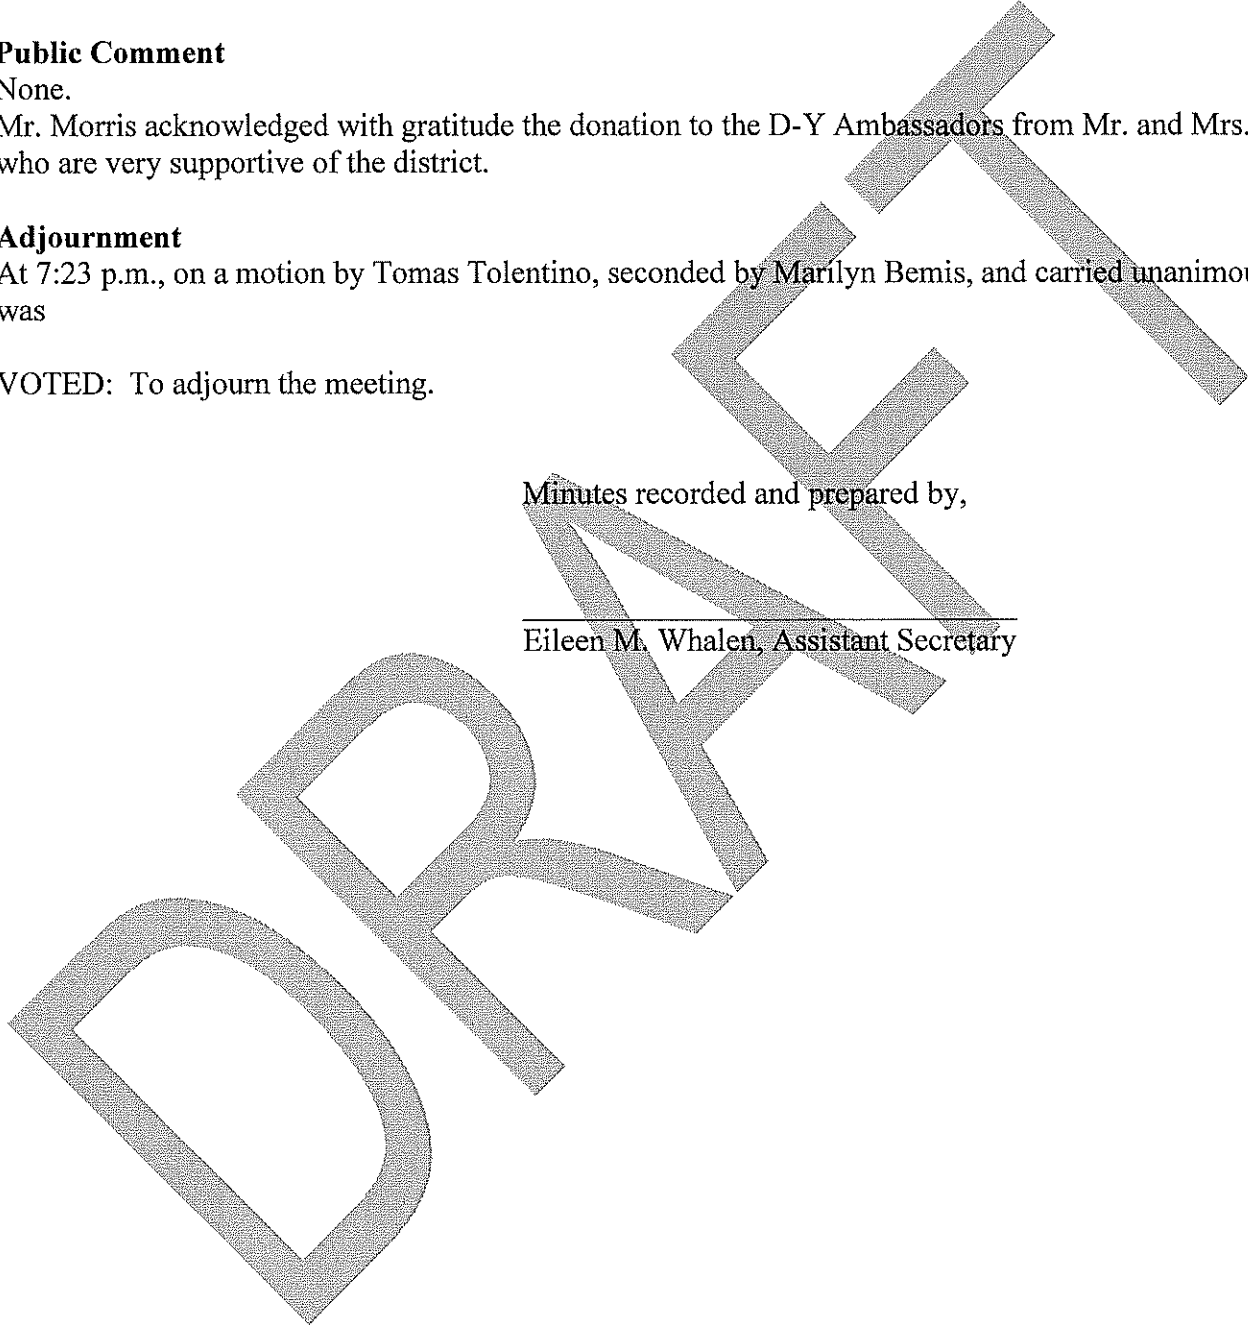 Public Comment
None.
Mr. Morris acknowledged with gratitude the donation to the D-Y Ambassadors from Mr. and Mrs.
who are very supportive of the district.
Adjournment
At 7:23 p.m., on a motion by Tomas Tolentino, seconded by Marilyn Bemis, and carried unanimou
was
VOTED: To adjourn the meeting.
Minutes recorded and prepared by,
Eileen M. Whalen, Assistant Secretary
DRAFT